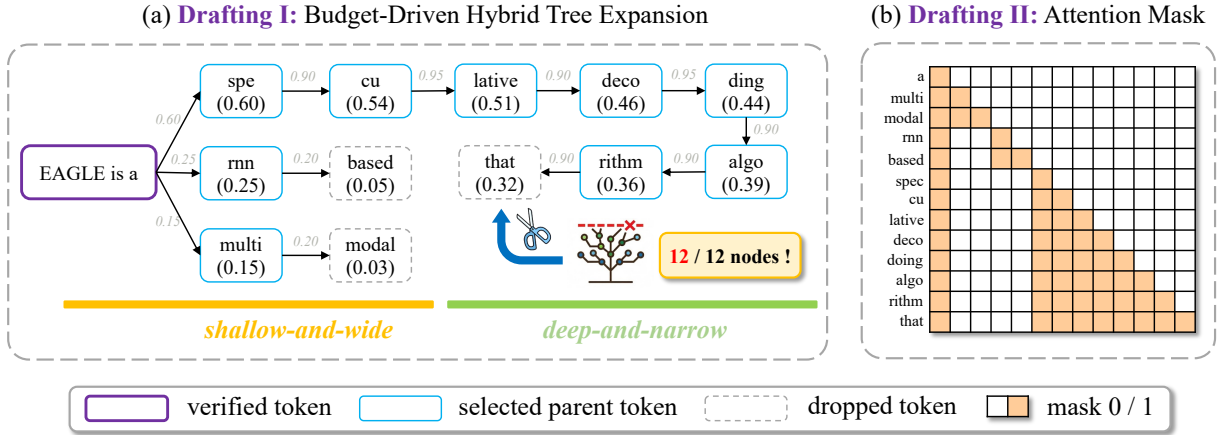 (a) Drafting I: Budget-Driven Hybrid Tree Expansion
EAGLE is a
0.60
0.25
0.15
spe
(0.60)
0.90
cu
(0.54)
0.95
lative
(0.51)
0.90
deco
(0.46)
0.95
ding
(0.44)
0.90
rnn
(0.25)
0.20
based
(0.05)
that
(0.32)
0.90
rithm
(0.36)
0.90
algo
(0.39)
multi
(0.15)
0.20
modal
(0.03)
12 / 12 nodes !
shallow-and-wide
deep-and-narrow
(b) Drafting II: Attention Mask
a
multi
modal
rnn
based
spec
cu
lative
deco
doing
algo
rithm
that
verified token
selected parent token
dropped token
mask 0 / 1